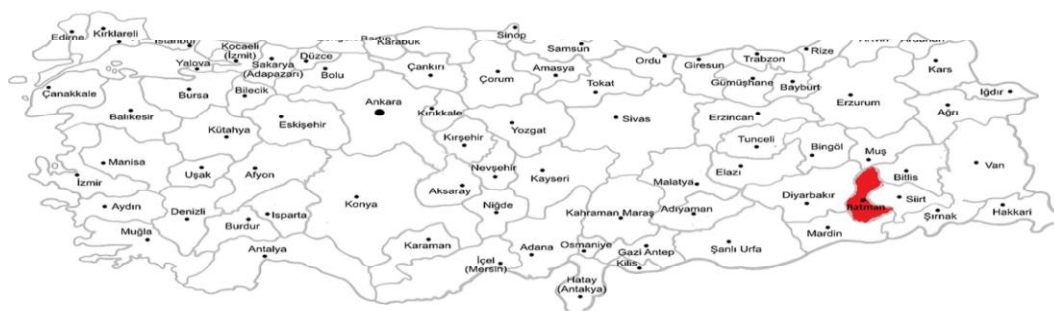 Edirne
Kırklareli
İstanbul
Kocaeli
(İzmit)
Yalova
Sakarya
(Adapazarı)
Düzce
Bolu
Karabük
Çankırı
Sinop
Samsun
Çorum
Amasya
Tokat
Ordu
Giresun
Trabzon
Rize
Gümüşhane
Bayburt
Erzurum
Kars
Iğdır
Ağrı
Çanakkale
Balıkesir
Bursa
Bilecik
Eskişehir
Kütahya
Ankara
Kırıkkale
Kırşehir
Yozgat
Sivas
Erzincan
Tunceli
Bingöl
Muş
Bitlis
Van
Manisa
İzmir
Uşak
Afyon
Aydın
Denizli
Muğla
Burdur
Isparta
Antalya
Konya
Aksaray
Nevşehir
Niğde
Kayseri
Karaman
İçel
(Mersin)
Adana
Osmaniye
Hatay
(Antakya)
Kahraman Maraş
Gazi Antep
Kilis
Malatya
Adıyaman
Elazı
Şanlı Urfa
Diyarbakır
Mardin
Batman
Siirt
Şırnak
Hakkari